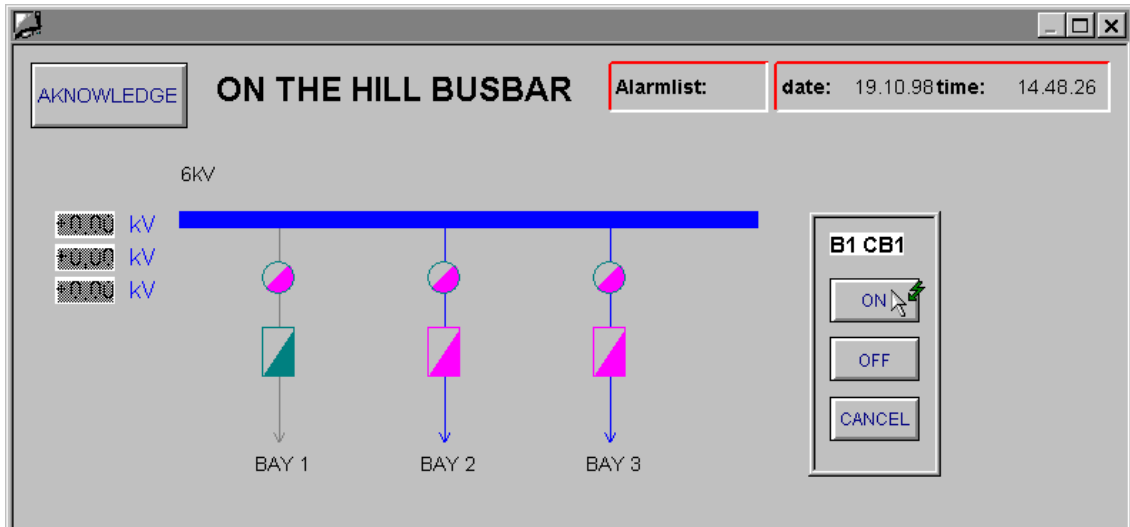 AKNOWLEDGE
ON THE HILL BUSBAR
Alarmlist:
date: 19.10.98 time: 14.48.26
6kV
+0.00 kV
+0.00 kV
+0.00 kV
B1 CB1
ON
OFF
CANCEL
BAY 1
BAY 2
BAY 3